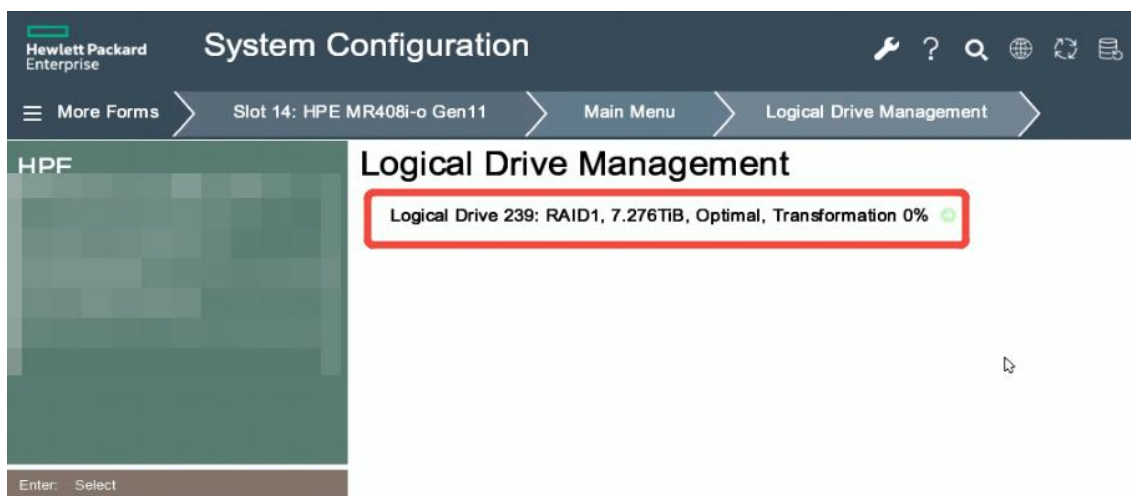 Hewlett Packard
Enterprise
System Configuration
?
More Forms
Slot 14: HPE MR408i-o Gen11
Main Menu
Logical Drive Management
HPE
Logical Drive Management
Logical Drive 239: RAID1, 7.276TiB, Optimal, Transformation 0%
Enter: Select